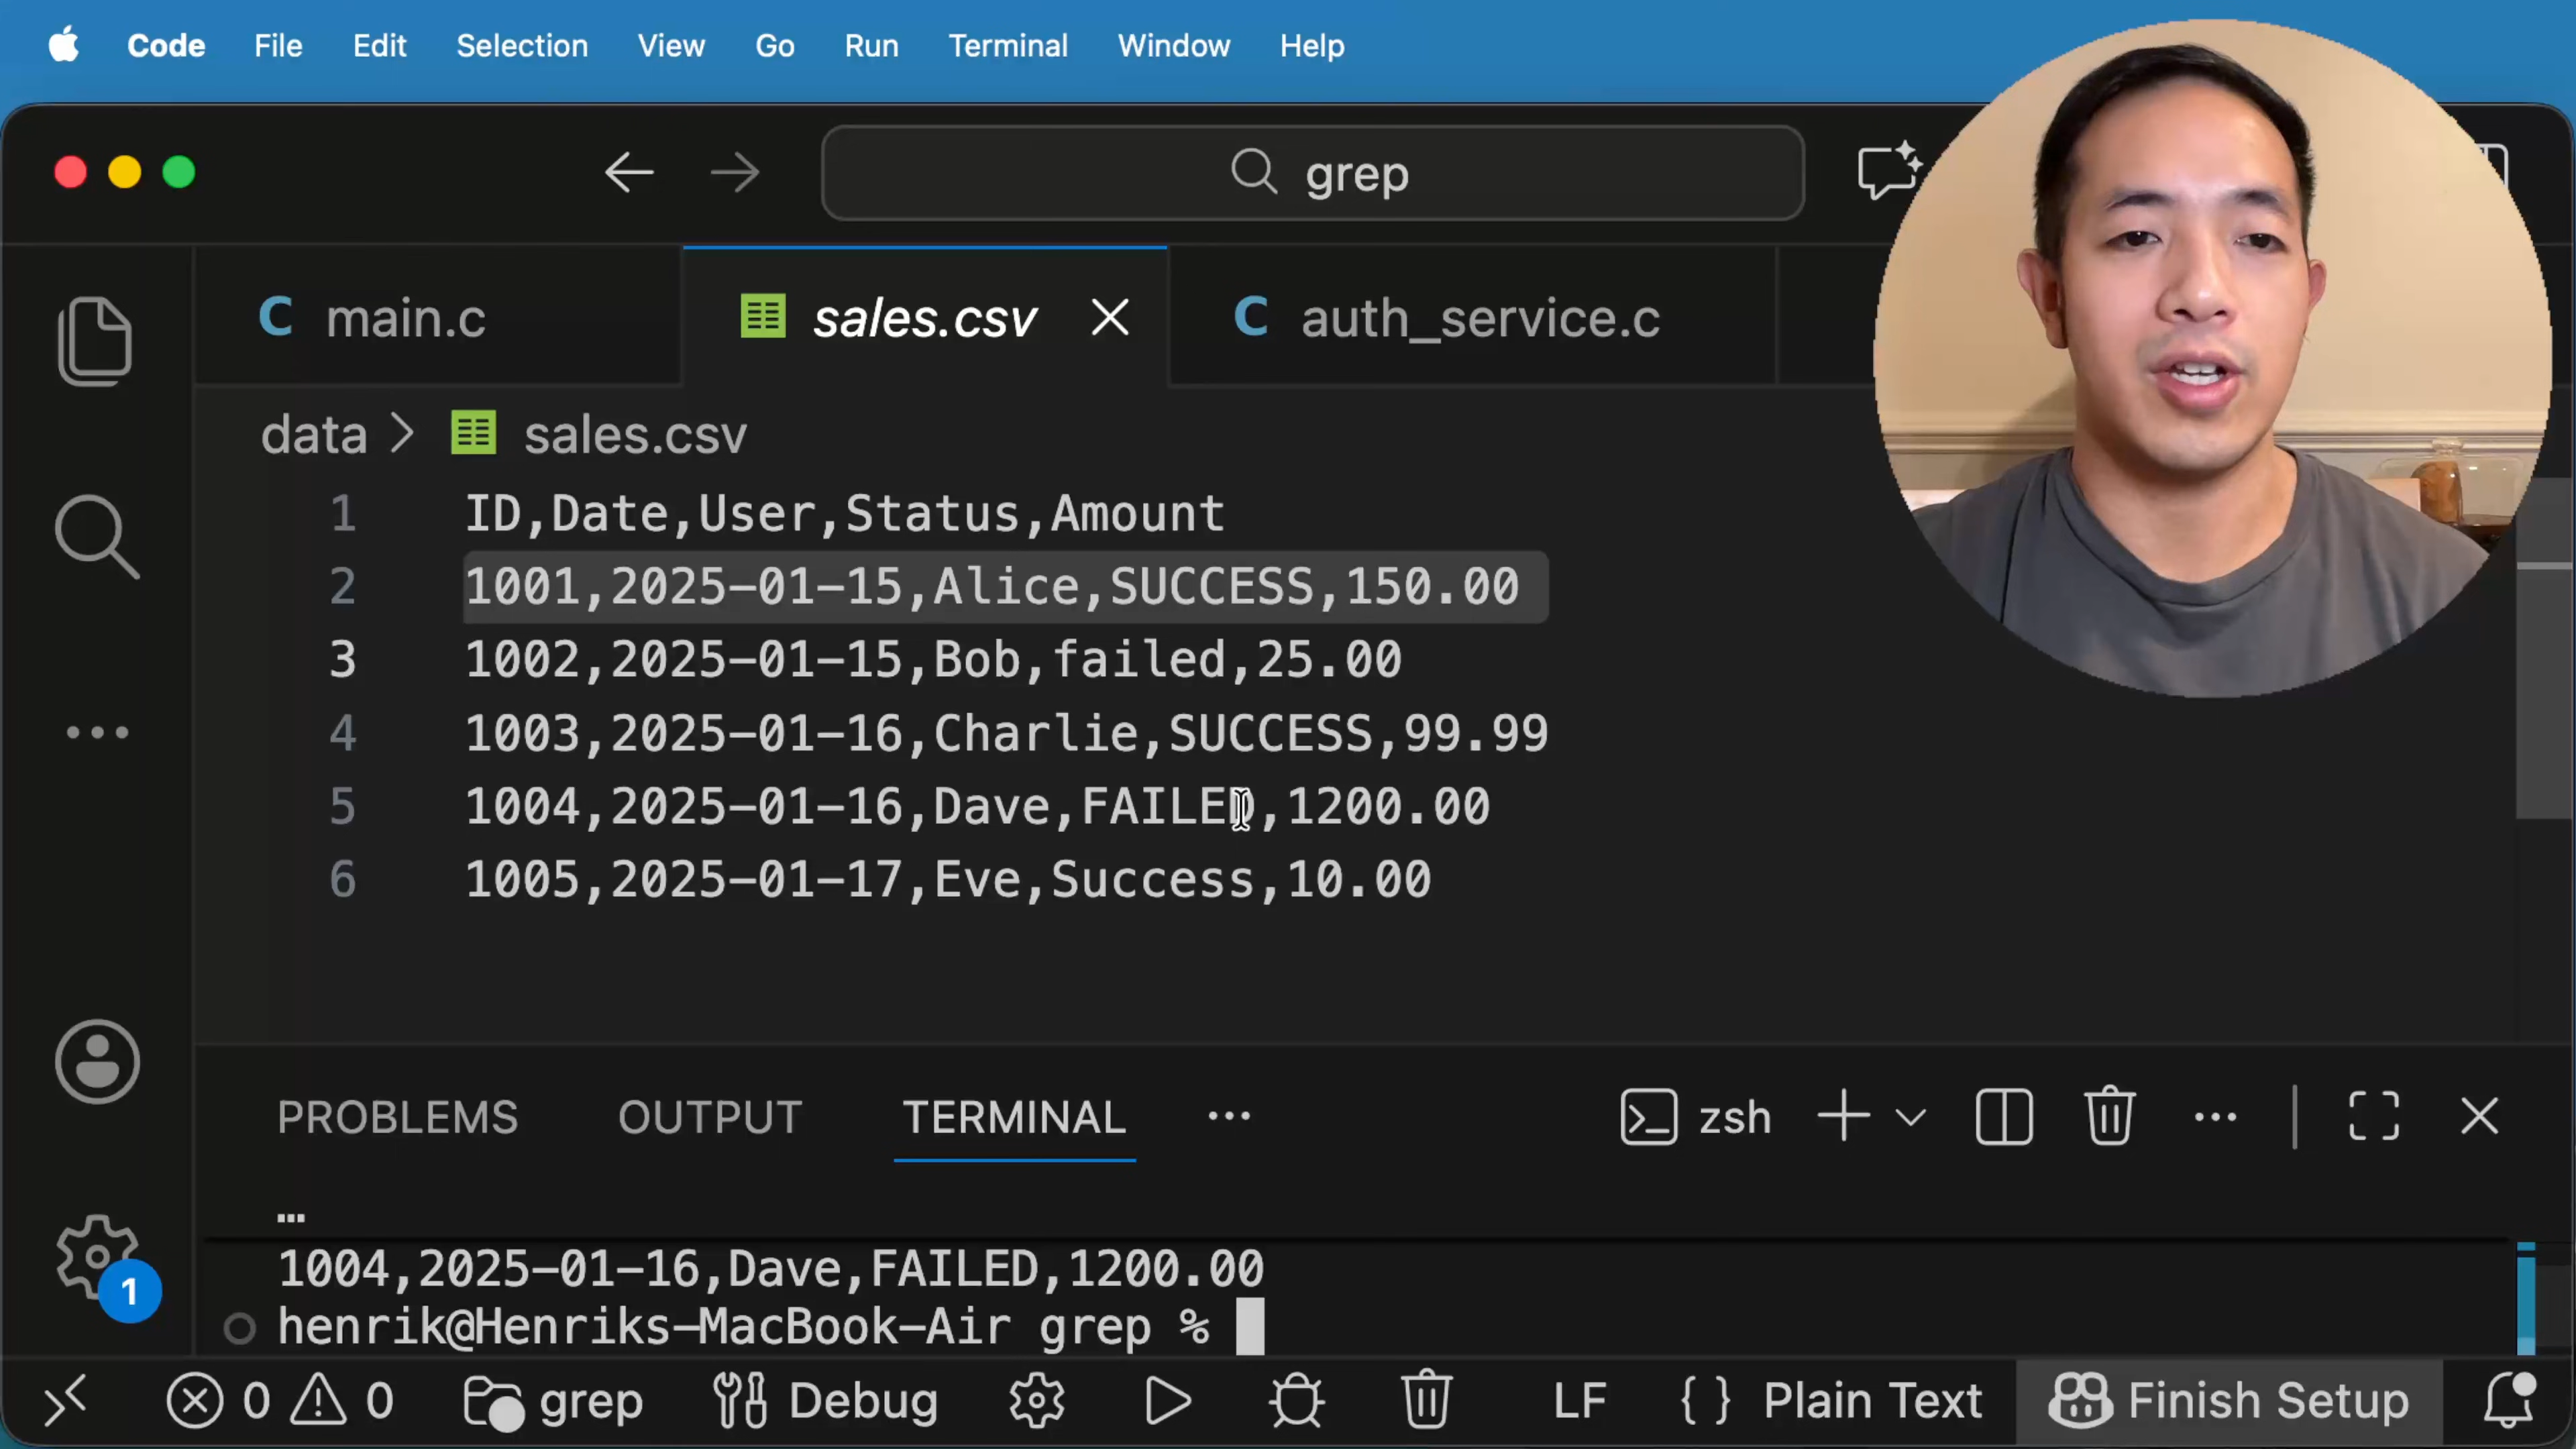 Code File Edit Selection View Go Run Terminal Window Help
grep
main.c sales.csv auth_service.c
data > sales.csv
1 ID,Date,User,Status,Amount
2 1001,2025-01-15,Alice,SUCCESS,150.00
3 1002,2025-01-15,Bob,failed,25.00
4 1003,2025-01-16,Charlie,SUCCESS,99.99
5 1004,2025-01-16,Dave,FAILED,1200.00
6 1005,2025-01-17,Eve,Success,10.00
PROBLEMS OUTPUT TERMINAL ... zsh
...
1004,2025-01-16,Dave,FAILED,1200.00
henrik@Henriks-MacBook-Air grep %
1
0 0 grep Debug LF {} Plain Text Finish Setup